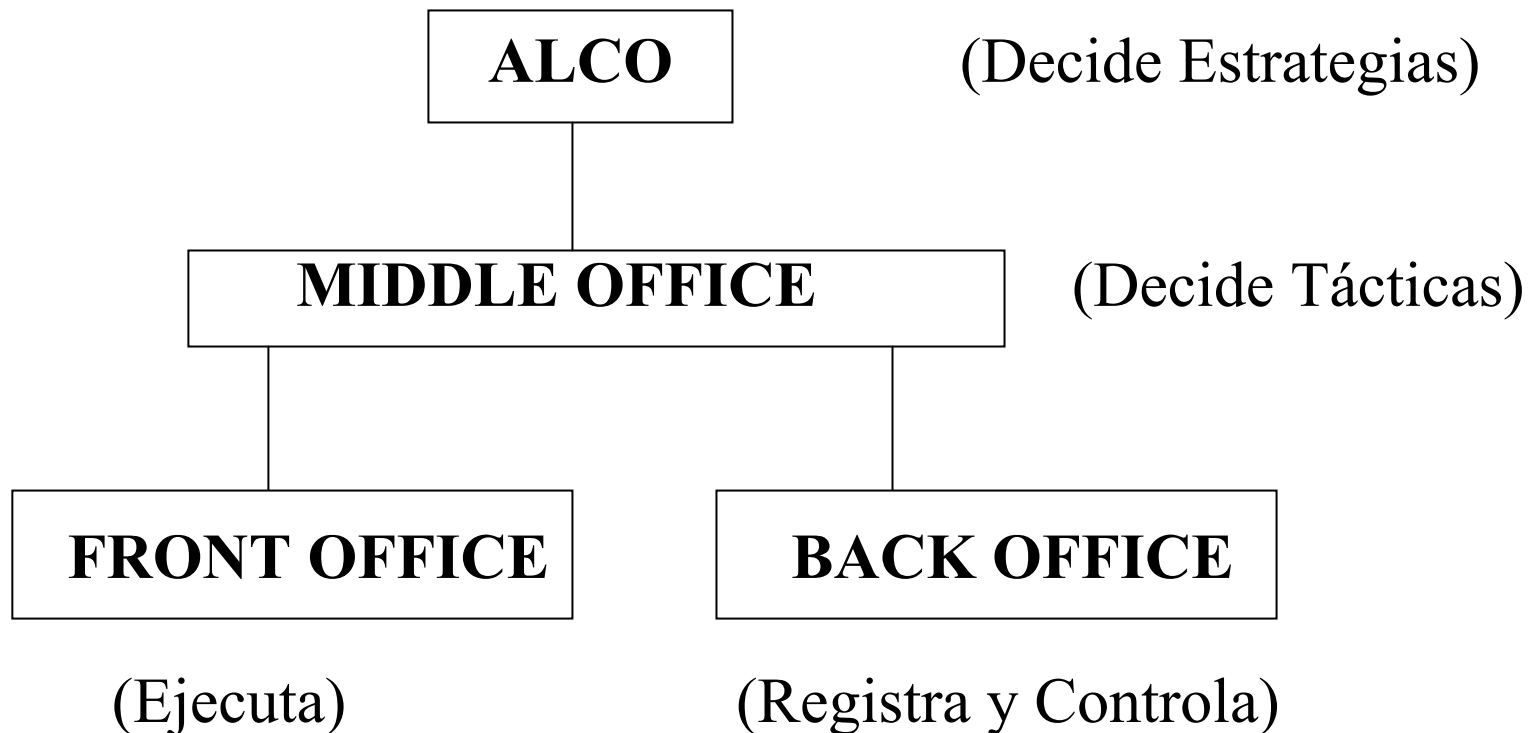 ALCO (Decide Estrategias)
MIDDLE OFFICE (Decide Tácticas)
FRONT OFFICE BACK OFFICE
(Ejecuta) (Registra y Controla)